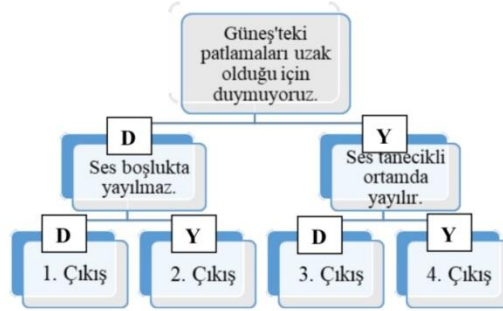 Güneş'teki
patlamaları uzak
olduğu için
duymuyoruz.
D
Y
Ses boşlukta
yayılmaz.
Ses tanecikli
ortamda
yayılır.
D
Y
D
Y
1. Çıkış
2. Çıkış
3. Çıkış
4. Çıkış